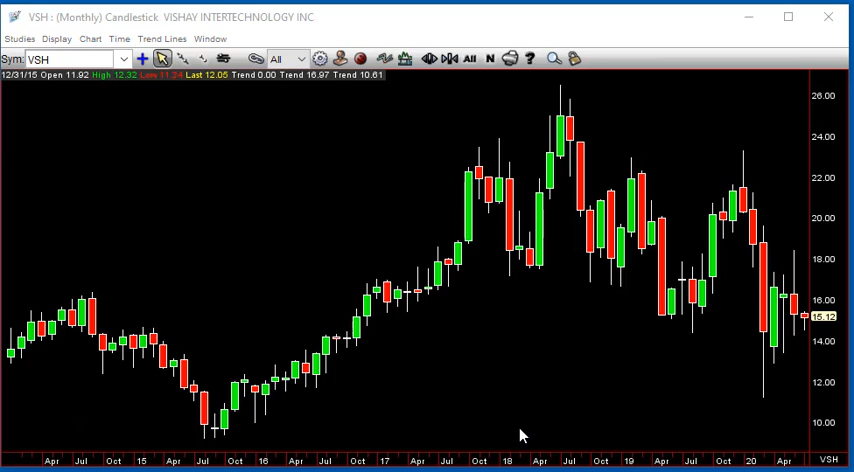 VSH : (Monthly) Candlestick VISHAY INTERTECHNOLOGY INC
Studies Display Chart Time Trend Lines Window
Sym: VSH All All N ?
12/31/15 Open 11.92 High 12.32 Low 11.24 Last 12.05 Trend 0.00 Trend 16.97 Trend 10.61
26.00
24.00
22.00
20.00
18.00
16.00
15.12
14.00
12.00
10.00
Apr Jul Oct 15 Apr Jul Oct 16 Apr Jul Oct 17 Apr Jul Oct 18 Apr Jul Oct 19 Apr Jul Oct 20 Apr VSH